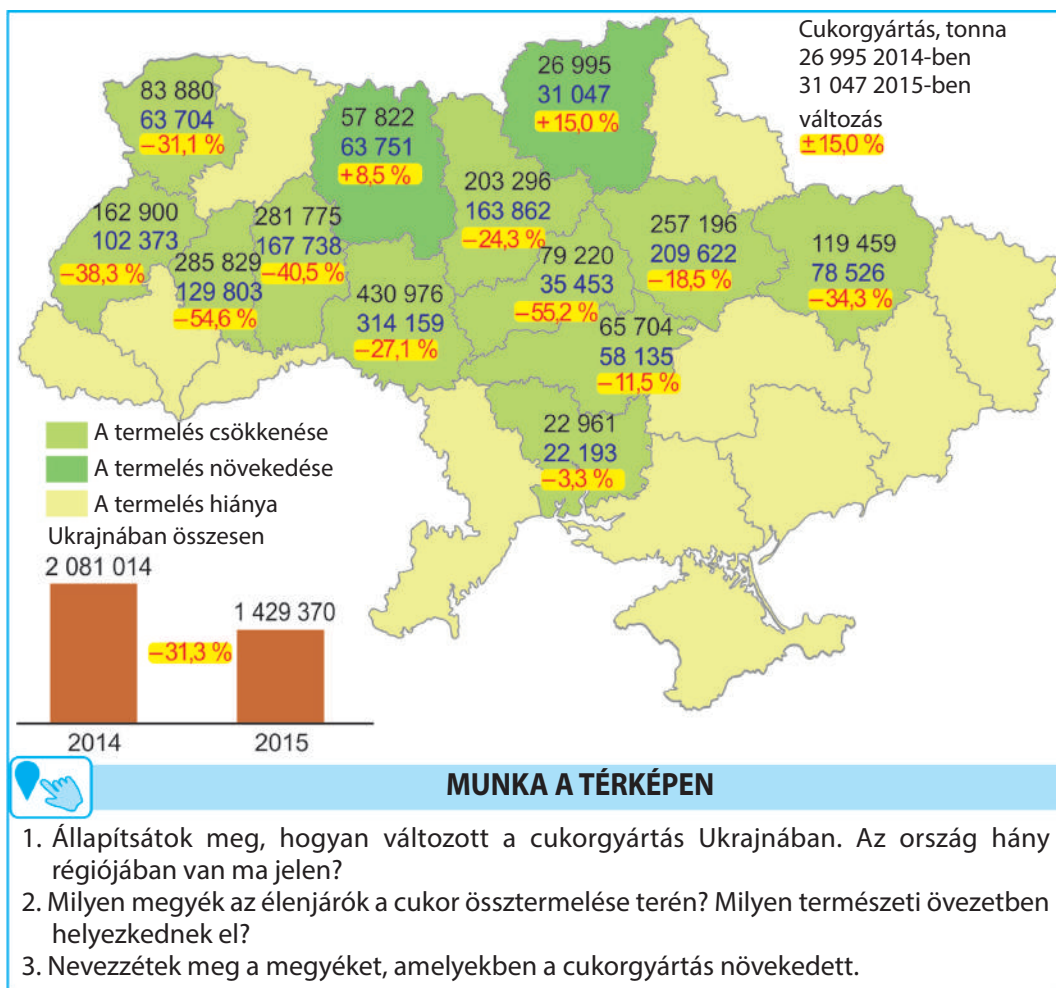 Cukorgyártás, tonna
26 995 2014-ben
31 047 2015-ben
változás
±15,0 %
83 880
63 704
–31,1 %
57 822
63 751
+8,5 %
26 995
31 047
+15,0 %
162 900
102 373
–38,3 %
285 829
129 803
–54,6 %
281 775
167 738
–40,5 %
203 296
163 862
–24,3 %
430 976
314 159
–27,1 %
79 220
35 453
–55,2 %
257 196
209 622
–18,5 %
119 459
78 526
–34,3 %
65 704
58 135
–11,5 %
22 961
22 193
–3,3 %
A termelés csökkenése
A termelés növekedése
A termelés hiánya
Ukrajnában összesen
2 081 014
1 429 370
–31,3 %
2014
2015
MUNKA A TÉRKÉPEN
1. Állapítsátok meg, hogyan változott a cukorgyártás Ukrajnában. Az ország hány
régiójában van ma jelen?
2. Milyen megyék az élenjárók a cukor össztermelése terén? Milyen természeti övezetben
helyezkednek el?
3. Nevezzétek meg a megyéket, amelyekben a cukorgyártás növekedett.